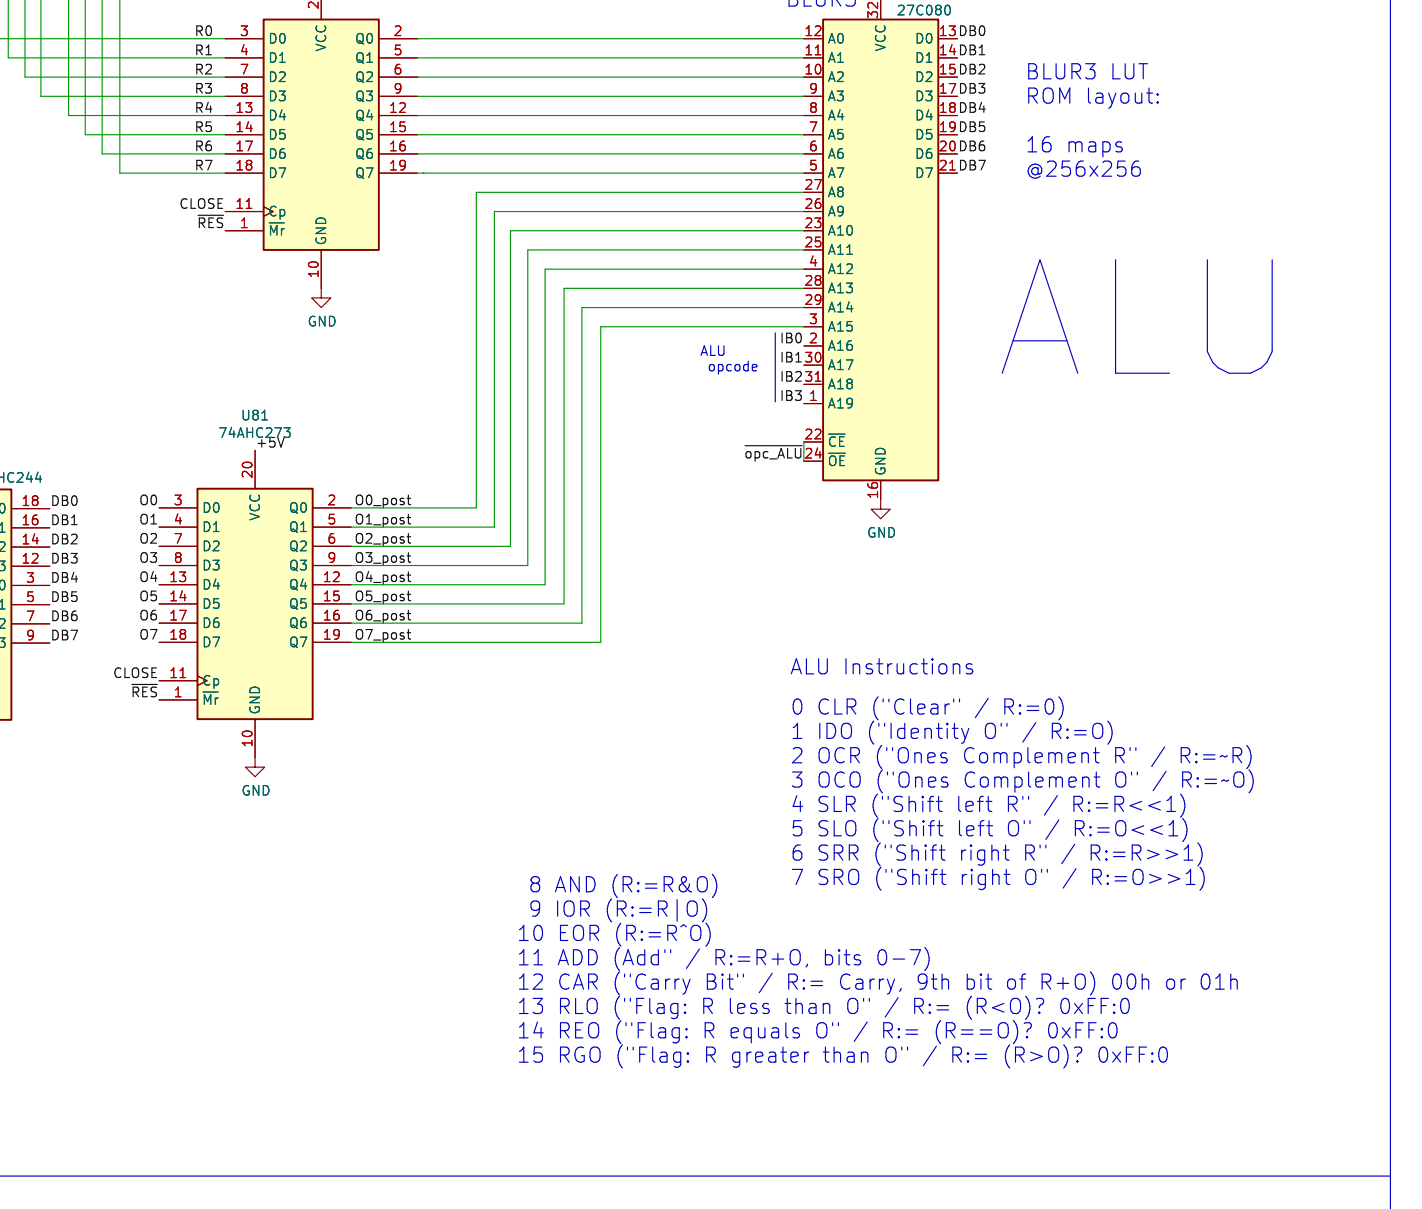 BLUR3
27C080
2
VCC
R0 3 D0 Q0 2
R1 4 D1 Q1 5
R2 7 D2 Q2 6
R3 8 D3 Q3 9
R4 13 D4 Q4 12
R5 14 D5 Q5 15
R6 17 D6 Q6 16
R7 18 D7 Q7 19
CLOSE 11 Cp
RES 1 Mr
GND
10
GND
32
VCC
12 A0 D0 13 DB0
11 A1 D1 14 DB1
10 A2 D2 15 DB2
9 A3 D3 17 DB3
8 A4 D4 18 DB4
7 A5 D5 19 DB5
6 A6 D6 20 DB6
5 A7 D7 21 DB7
27 A8
26 A9
23 A10
25 A11
4 A12
28 A13
29 A14
3 A15
IB0 2 A16
IB1 30 A17
IB2 31 A18
IB3 1 A19
22 CE
opc_ALU 24 OE
GND
16
GND
ALU
opcode
BLUR3 LUT
ROM layout:
16 maps
@256x256
ALU
U81
74AHC273
+5V
20
VCC
HC244
0 18 DB0
1 16 DB1
2 14 DB2
3 12 DB3
0 3 DB4
1 5 DB5
2 7 DB6
3 9 DB7
O0 3 D0 Q0 2 O0_post
O1 4 D1 Q1 5 O1_post
O2 7 D2 Q2 6 O2_post
O3 8 D3 Q3 9 O3_post
O4 13 D4 Q4 12 O4_post
O5 14 D5 Q5 15 O5_post
O6 17 D6 Q6 16 O6_post
O7 18 D7 Q7 19 O7_post
CLOSE 11 Cp
RES 1 Mr
GND
10
GND
ALU Instructions
0 CLR ("Clear" / R:=0)
1 IDO ("Identity O" / R:=O)
2 OCR ("Ones Complement R" / R:=~R)
3 OCO ("Ones Complement O" / R:=~O)
4 SLR ("Shift left R" / R:=R<<1)
5 SLO ("Shift left O" / R:=O<<1)
6 SRR ("Shift right R" / R:=R>>1)
7 SRO ("Shift right O" / R:=O>>1)
8 AND (R:=R&O)
9 IOR (R:=R|O)
10 EOR (R:=R^O)
11 ADD (Add" / R:=R+O, bits 0-7)
12 CAR ("Carry Bit" / R:= Carry, 9th bit of R+O) 00h or 01h
13 RLO ("Flag: R less than O" / R:= (R<O)? 0xFF:0
14 REO ("Flag: R equals O" / R:= (R==O)? 0xFF:0
15 RGO ("Flag: R greater than O" / R:= (R>O)? 0xFF:0